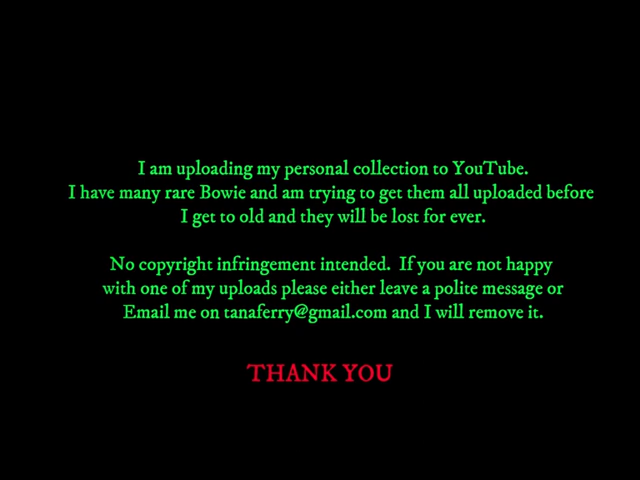 I am uploading my personal collection to YouTube.
I have many rare Bowie and am trying to get them all uploaded before
I get to old and they will be lost for ever.
No copyright infringement intended.  If you are not happy
with one of my uploads please either leave a polite message or
Email me on tanaferry@gmail.com and I will remove it.
THANK YOU